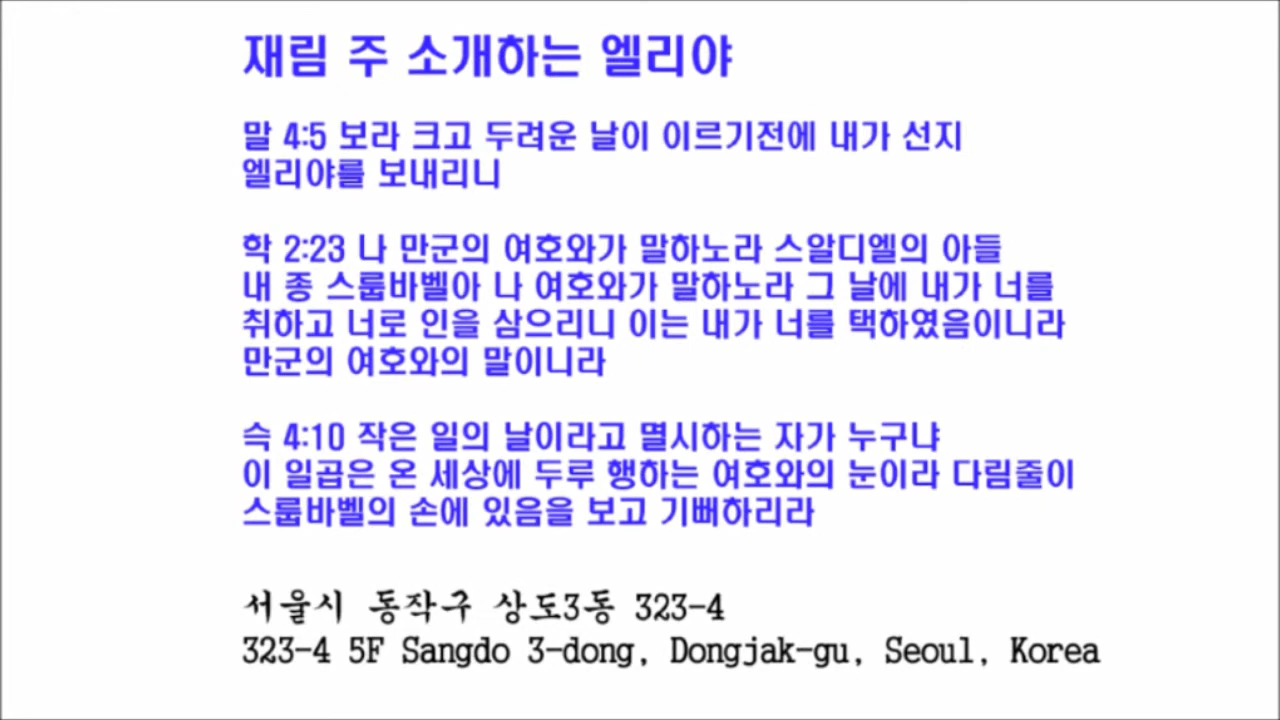 재림 주 소개하는 엘리야
말 4:5 보라 크고 두려운 날이 이르기전에 내가 선지
엘리야를 보내리니
학 2:23 나 만군의 여호와가 말하노라 스알디엘의 아들
내 종 스룹바벨아 나 여호와가 말하노라 그 날에 내가 너를
취하고 너로 인을 삼으리니 이는 내가 너를 택하였음이니라
만군의 여호와의 말이니라
슥 4:10 작은 일의 날이라고 멸시하는 자가 누구냐
이 일곱은 온 세상에 두루 행하는 여호와의 눈이라 다림줄이
스룹바벨의 손에 있음을 보고 기뻐하리라
서울시 동작구 상도3동 323-4
323-4 5F Sangdo 3-dong, Dongjak-gu, Seoul, Korea